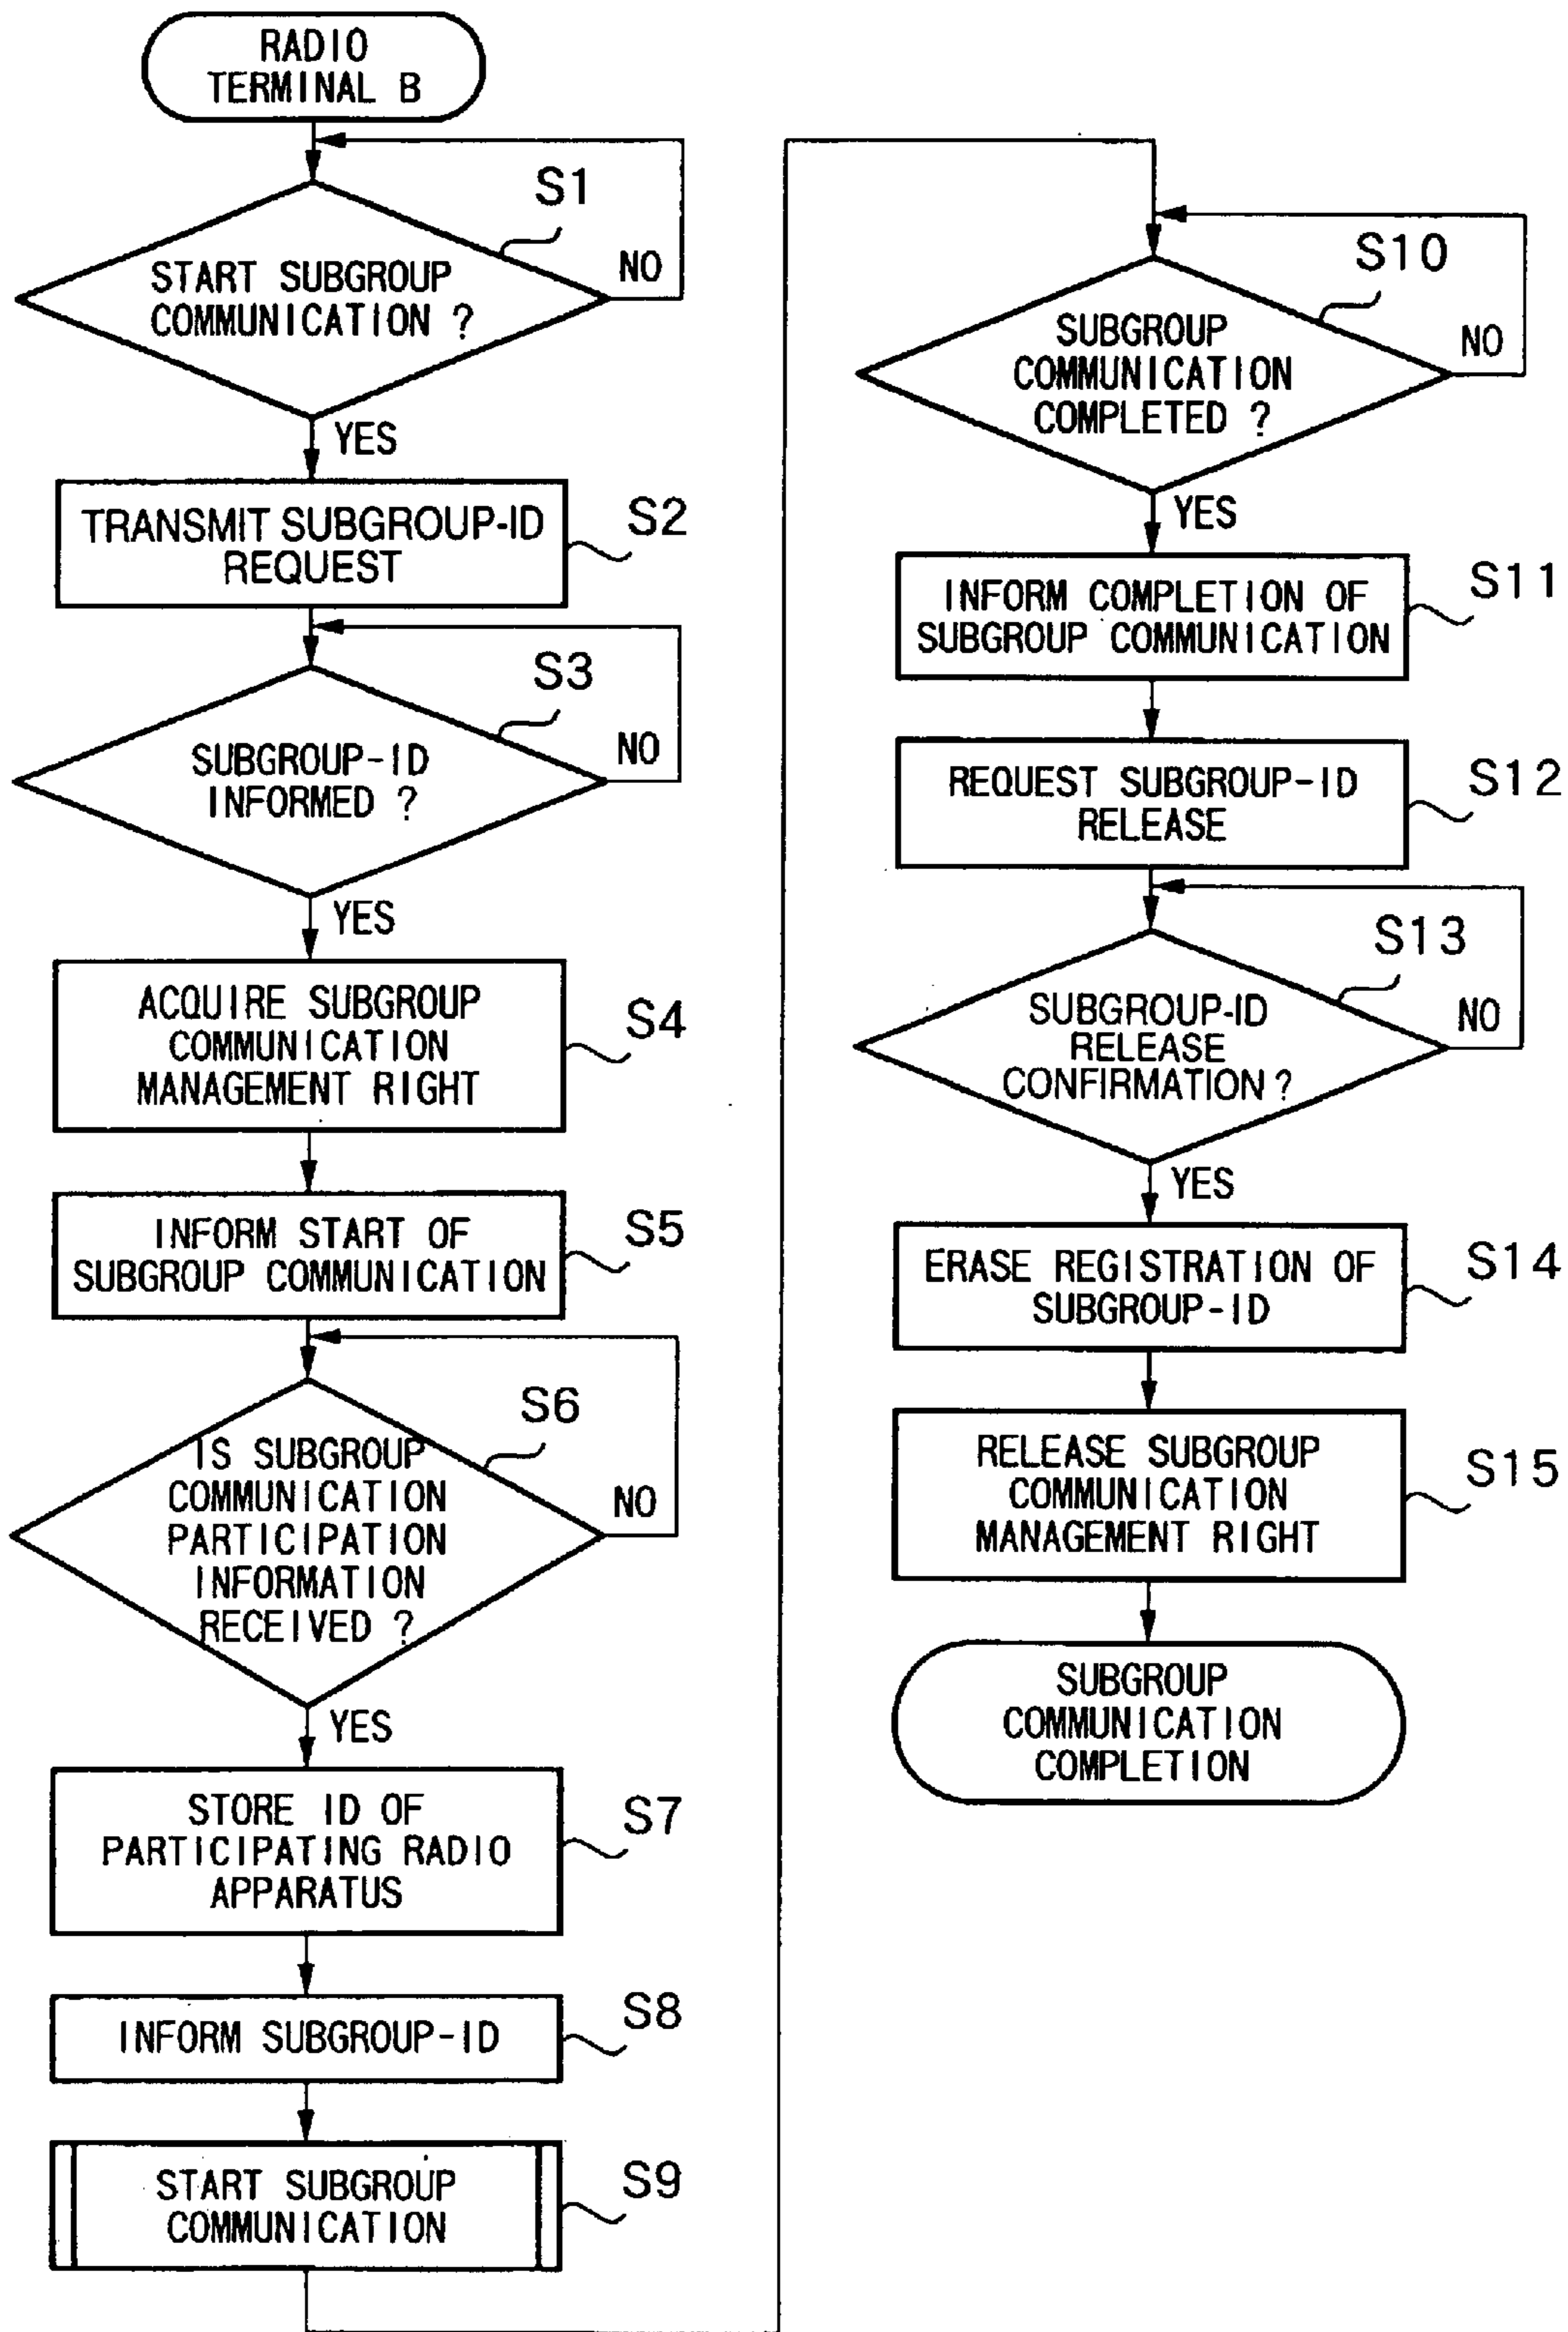 RADIO
TERMINAL B
S1
START SUBGROUP
COMMUNICATION ?
NO
YES
TRANSMIT SUBGROUP-ID
REQUEST
S2
S3
SUBGROUP-ID
INFORMED ?
NO
YES
ACQUIRE SUBGROUP
COMMUNICATION
MANAGEMENT RIGHT
S4
INFORM START OF
SUBGROUP COMMUNICATION
S5
S6
IS SUBGROUP
COMMUNICATION
PARTICIPATION
INFORMATION
RECEIVED ?
NO
YES
STORE ID OF
PARTICIPATING RADIO
APPARATUS
S7
INFORM SUBGROUP-ID
S8
START SUBGROUP
COMMUNICATION
S9
S10
SUBGROUP
COMMUNICATION
COMPLETED ?
NO
YES
INFORM COMPLETION OF
SUBGROUP COMMUNICATION
S11
REQUEST SUBGROUP-ID
RELEASE
S12
S13
SUBGROUP-ID
RELEASE
CONFIRMATION ?
NO
YES
ERASE REGISTRATION OF
SUBGROUP-ID
S14
RELEASE SUBGROUP
COMMUNICATION
MANAGEMENT RIGHT
S15
SUBGROUP
COMMUNICATION
COMPLETION